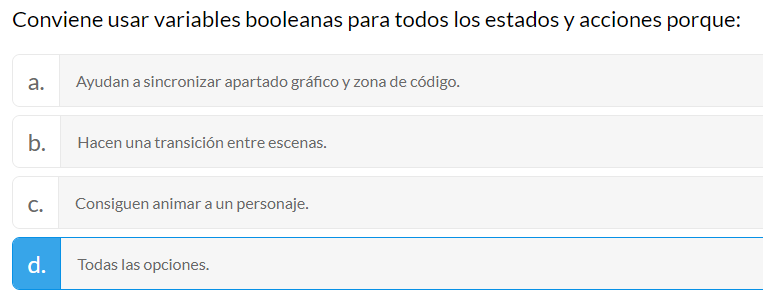 Conviene usar variables booleanas para todos los estados y acciones porque:
a. Ayudan a sincronizar apartado gráfico y zona de código.
b. Hacen una transición entre escenas.
c. Consiguen animar a un personaje.
d. Todas las opciones.